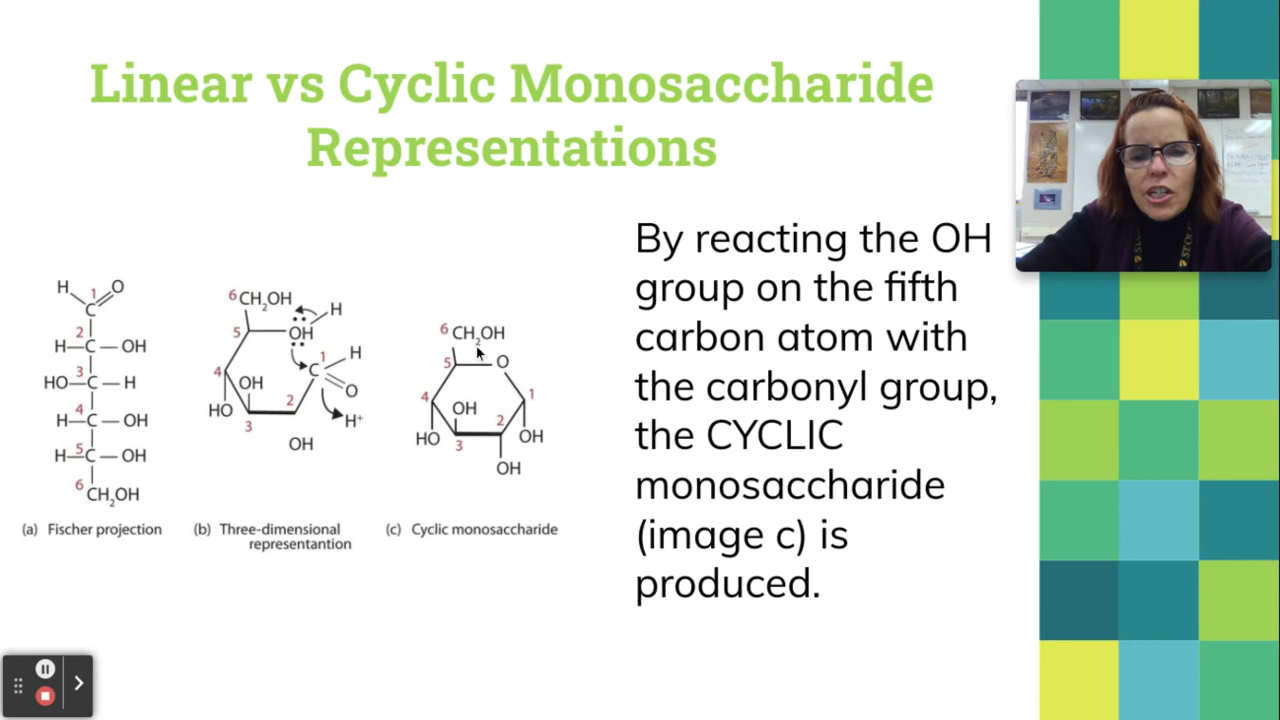 Linear vs Cyclic Monosaccharide
Representations
By reacting the OH
group on the fifth
carbon atom with
the carbonyl group,
the CYCLIC
monosaccharide
(image c) is
produced.
H 1 O
C
2
H–C–OH
3
HO–C–H
4
H–C–OH
5
H–C–OH
6
CH2OH
(a) Fischer projection
6 CH2OH H
5 OH
1 H
4 C
OH O
HO 2 H+
3
OH
(b) Three-dimensional
representantion
6 CH2OH
5 O
4 1
OH
HO 3 2 OH
OH
(c) Cyclic monosaccharide